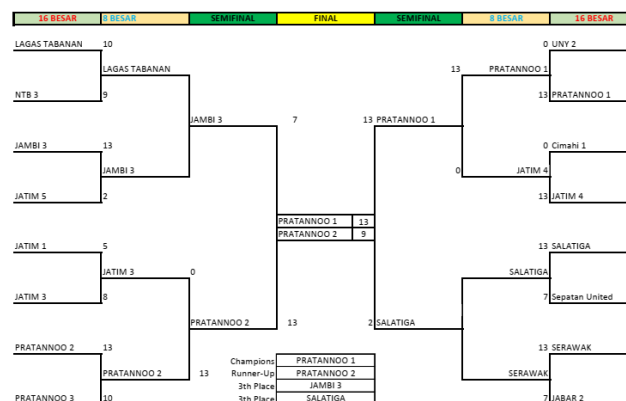 16 BESAR 8 BESAR SEMIFINAL FINAL SEMIFINAL 8 BESAR 16 BESAR
LAGAS TABANAN 10 0 UNY 2
LAGAS TABANAN 13 PRATANNOO 1
NTB 3 9 13 PRATANNOO 1
JAMBI 3 7 13 PRATANNOO 1
JAMBI 3 13 0 Cimahi 1
JAMBI 3 0 JATIM 4
JATIM 5 2 13 JATIM 4
PRATANNOO 1 13
PRATANNOO 2 9
JATIM 1 5 13 SALATIGA
JATIM 3 0 SALATIGA
JATIM 3 8 7 Sepatan United
PRATANNOO 2 13 2 SALATIGA
PRATANNOO 2 13 13 SERAWAK
Champions PRATANNOO 1
PRATANNOO 2 13 Runner-Up PRATANNOO 2 SERAWAK
3th Place JAMBI 3
PRATANNOO 3 10 3th Place SALATIGA 7 JABAR 2